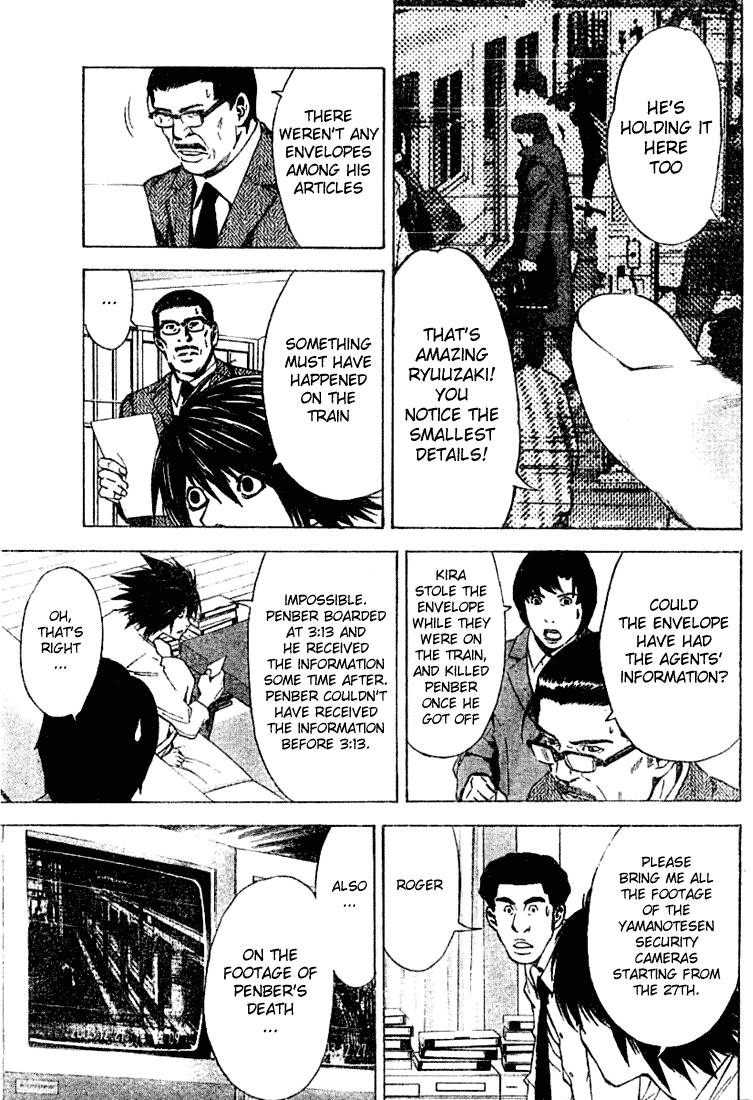 HE'S
HOLDING IT
HERE
TOO
THAT'S
AMAZING
RYUUZAKI!
YOU
NOTICE THE
SMALLEST
DETAILS!
THERE
WEREN'T ANY
ENVELOPES
AMONG HIS
ARTICLES
SOMETHING
MUST HAVE
HAPPENED
ON THE
TRAIN
...
COULD
THE ENVELOPE
HAVE HAD
THE AGENTS'
INFORMATION?
KIRA
STOLE THE
ENVELOPE
WHILE THEY
WERE ON
THE TRAIN,
AND KILLED
PENBER
ONCE HE
GOT OFF
IMPOSSIBLE.
PENBER BOARDED
AT 3:13 AND
HE RECEIVED
THE INFORMATION
SOME TIME AFTER.
PENBER COULDN'T
HAVE RECEIVED
THE INFORMATION
BEFORE 3:13.
OH,
THAT'S
RIGHT
...
PLEASE
BRING ME ALL
THE FOOTAGE
OF THE
YAMANOTESEN
SECURITY
CAMERAS
STARTING FROM
THE 27TH.
ROGER
ALSO
...
ON THE
FOOTAGE OF
PENBER'S
DEATH
...